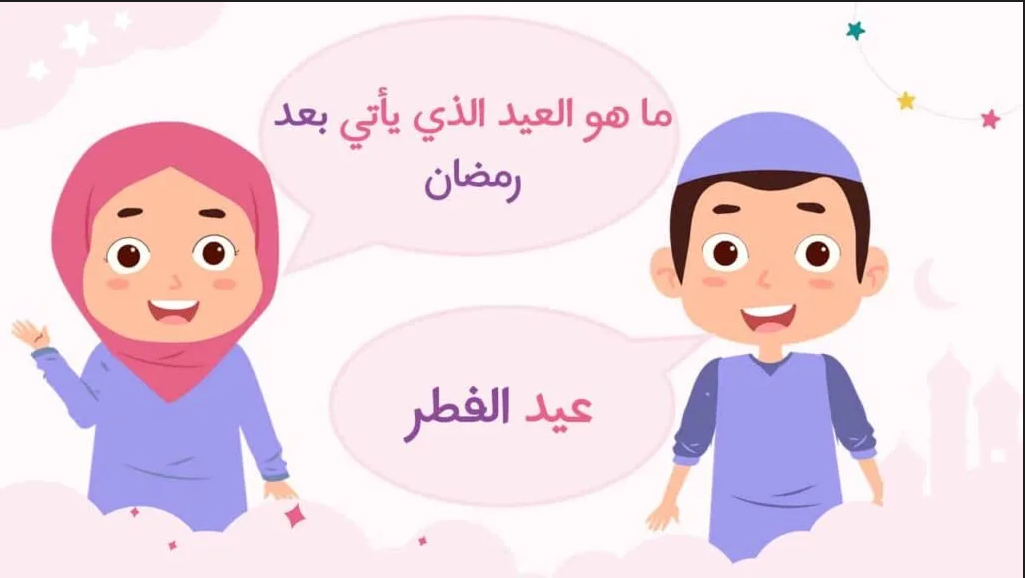 ما هو العيد الذي يأتي بعد
رمضان
عيد الفطر